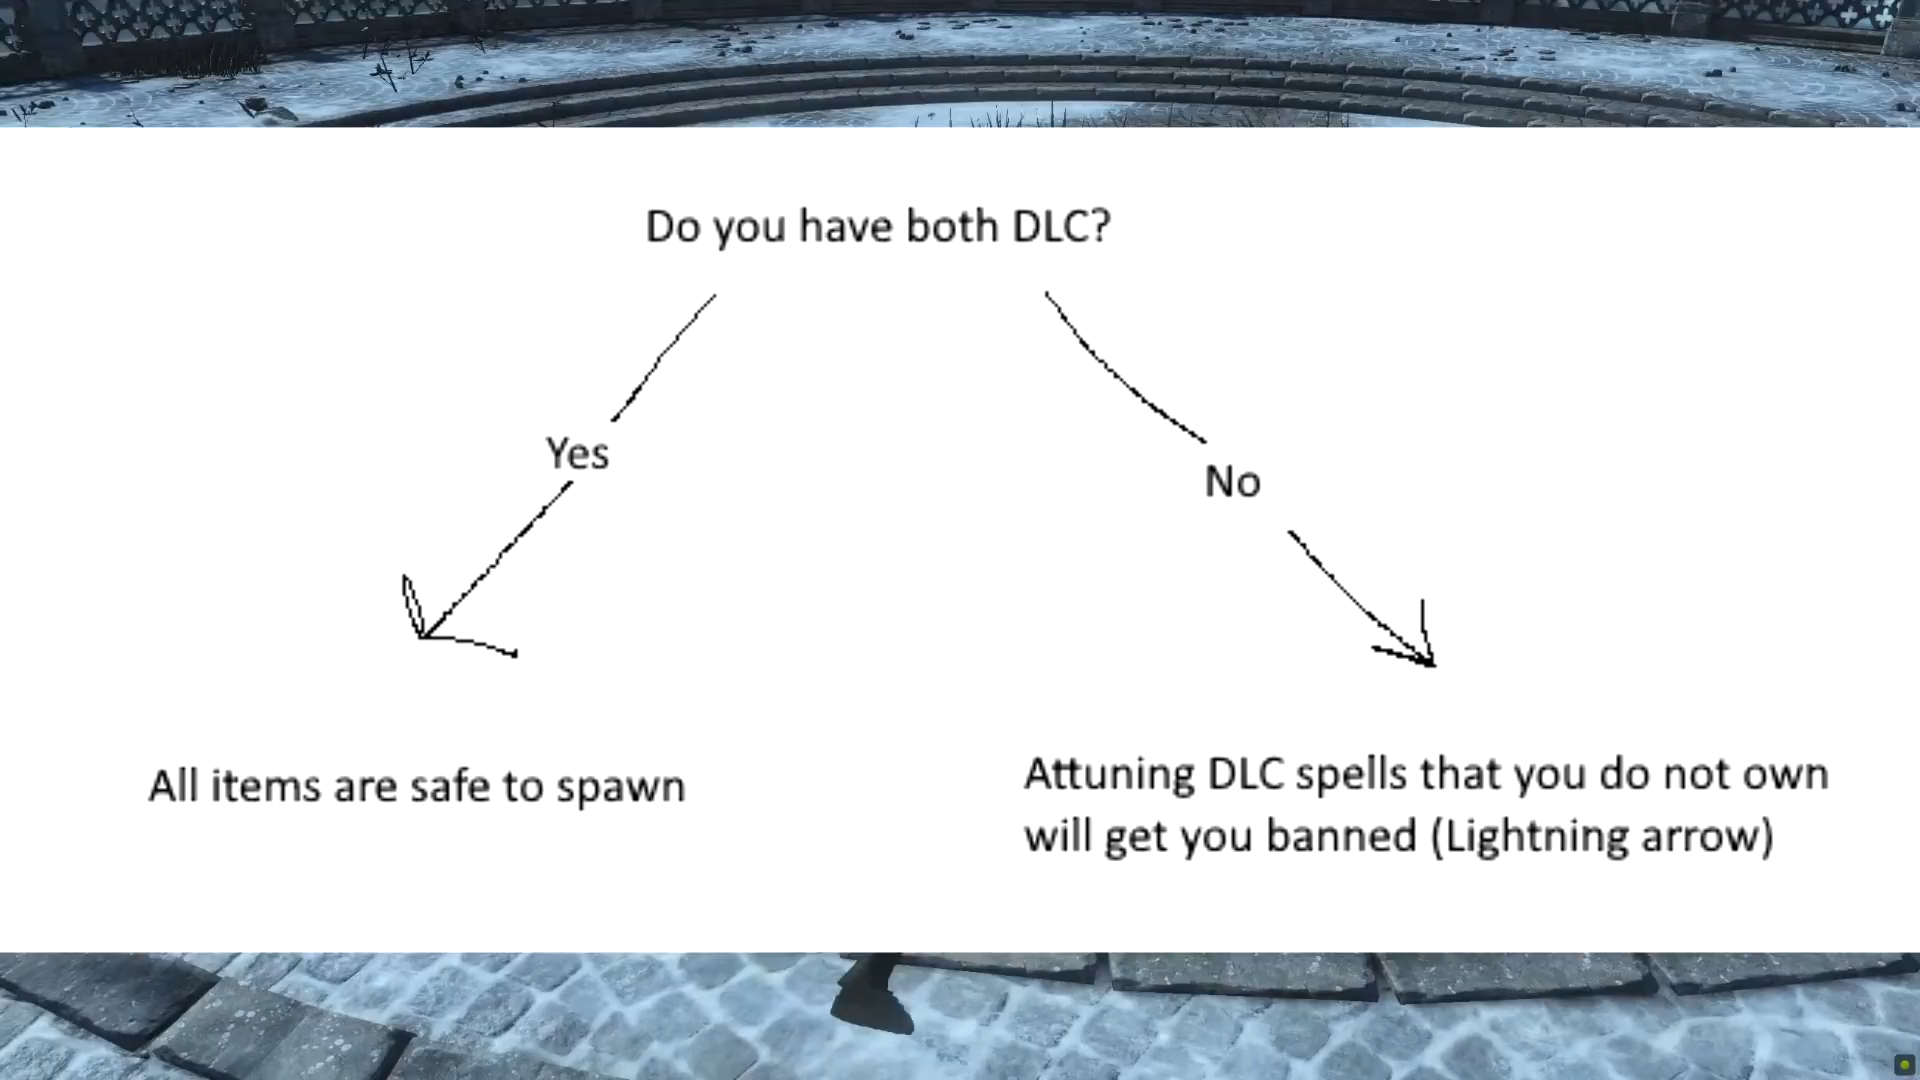 Do you have both DLC?
Yes
No
All items are safe to spawn
Attuning DLC spells that you do not own
will get you banned (Lightning arrow)